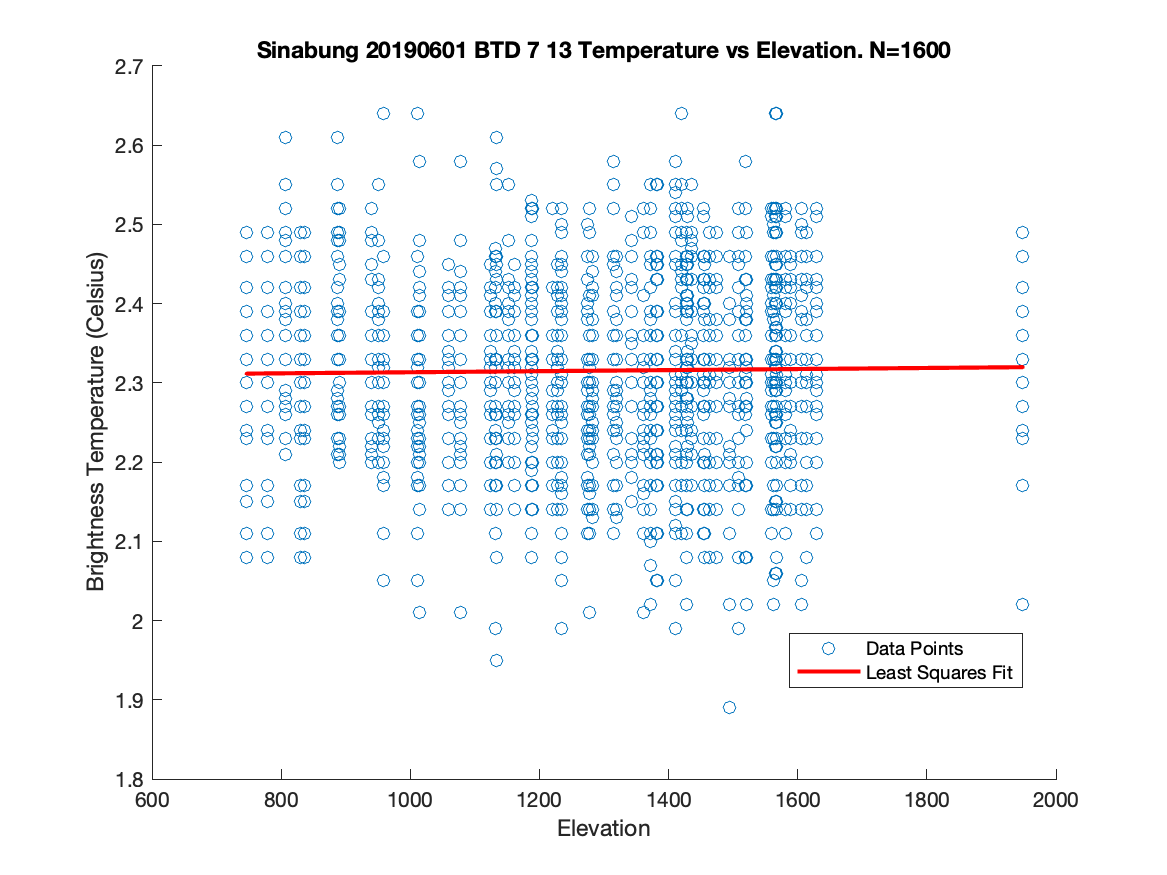 Sinabung 20190601 BTD 7 13 Temperature vs Elevation. N=1600
2.7
2.6
2.5
2.4
2.3
2.2
2.1
2
1.9
1.8
Brightness Temperature (Celsius)
Data Points
Least Squares Fit
600 800 1000 1200 1400 1600 1800 2000
Elevation